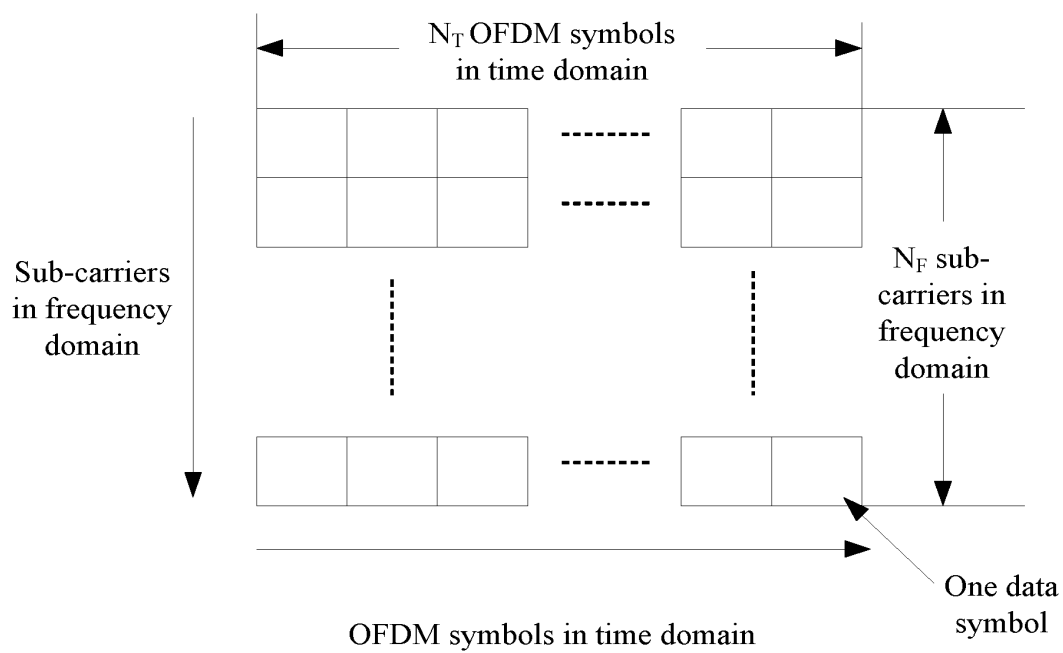 N_T OFDM symbols
in time domain
Sub-carriers
in frequency
domain
N_F sub-
carriers in
frequency
domain
One data
symbol
OFDM symbols in time domain